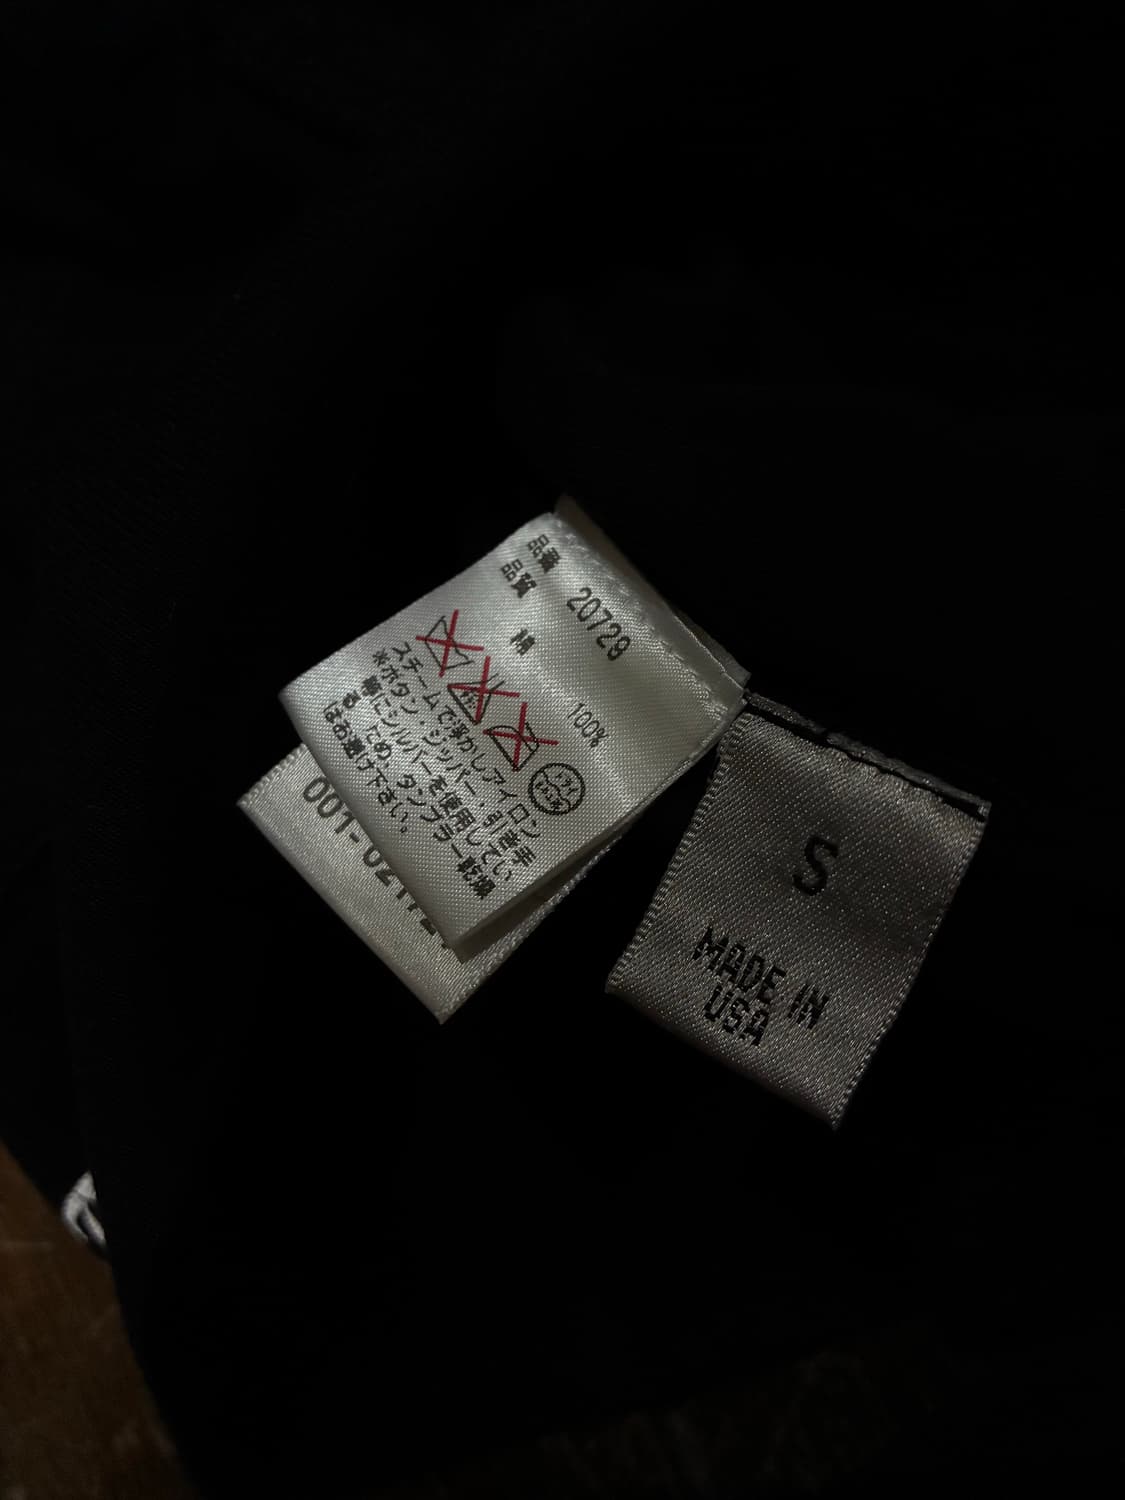 品番 20729
品質 綿 100%
スチームで浮かしアイロン
※ボタン・ジッパー・引き手
等にシルバーを使用してい
る ため、タンブラー乾燥
はお避け下さい。
001-
S
MADE IN
USA